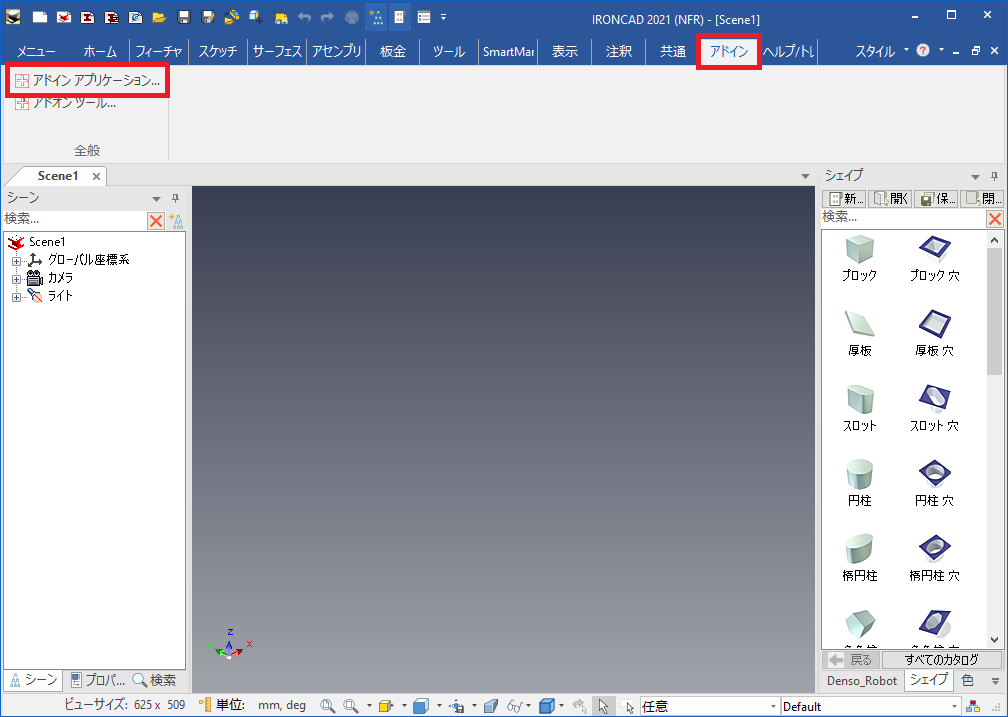 IRONCAD 2021 (NFR) - [Scene1]
メニュー ホーム フィーチャ スケッチ サーフェス アセンブリ 板金 ツール SmartMar 表示 注釈 共通 アドイン ヘルプ/トレ スタイル
アドイン アプリケーション...
アドオン ツール...
全般
Scene1
シーン
検索...
Scene1
グローバル座標系
カメラ
ライト
Z
X
シーン プロパ... 検索
シェイプ
新... 開く 保... 閉...
検索...
ブロック ブロック 穴
厚板 厚板 穴
スロット スロット 穴
円柱 円柱 穴
楕円柱 楕円柱 穴
戻る すべてのカタログ
Denso_Robot シェイプ 色
ビューサイズ: 625 x 509 単位: mm, deg 任意 Default